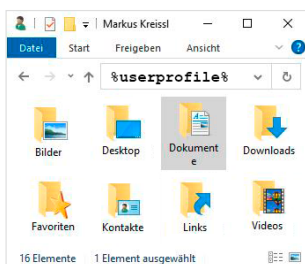 Markus Kreissl
Datei Start Freigeben Ansicht
%userprofile%
Bilder Desktop Dokument
e Downloads
Favoriten Kontakte Links Videos
16 Elemente 1 Element ausgewählt